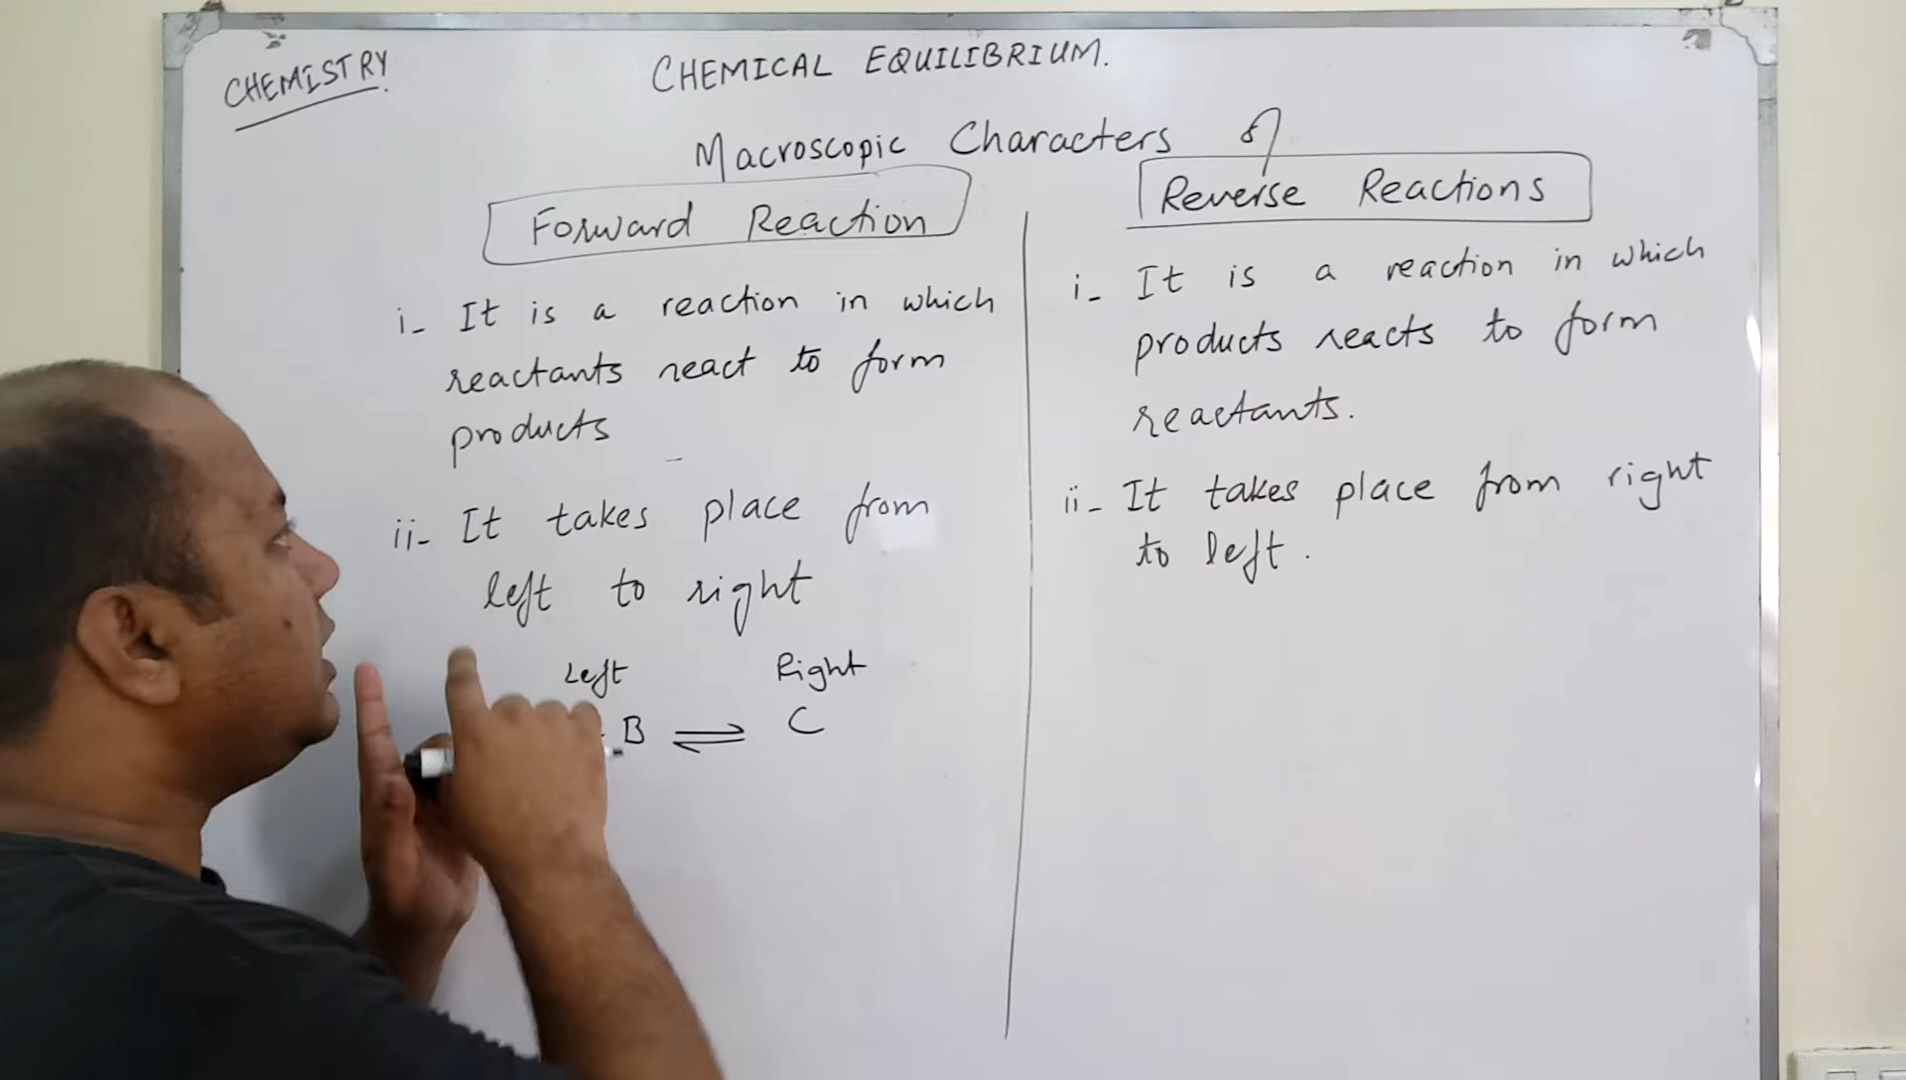 CHEMISTRY
CHEMICAL EQUILIBRIUM.
Macroscopic Characters of
Forward Reaction
i- It is a reaction in which
reactants react to form
products
ii- It takes place from
left to right
Left Right
B ⇌ C
Reverse Reactions
i- It is a reaction in which
products reacts to form
reactants.
ii- It takes place from right
to left.